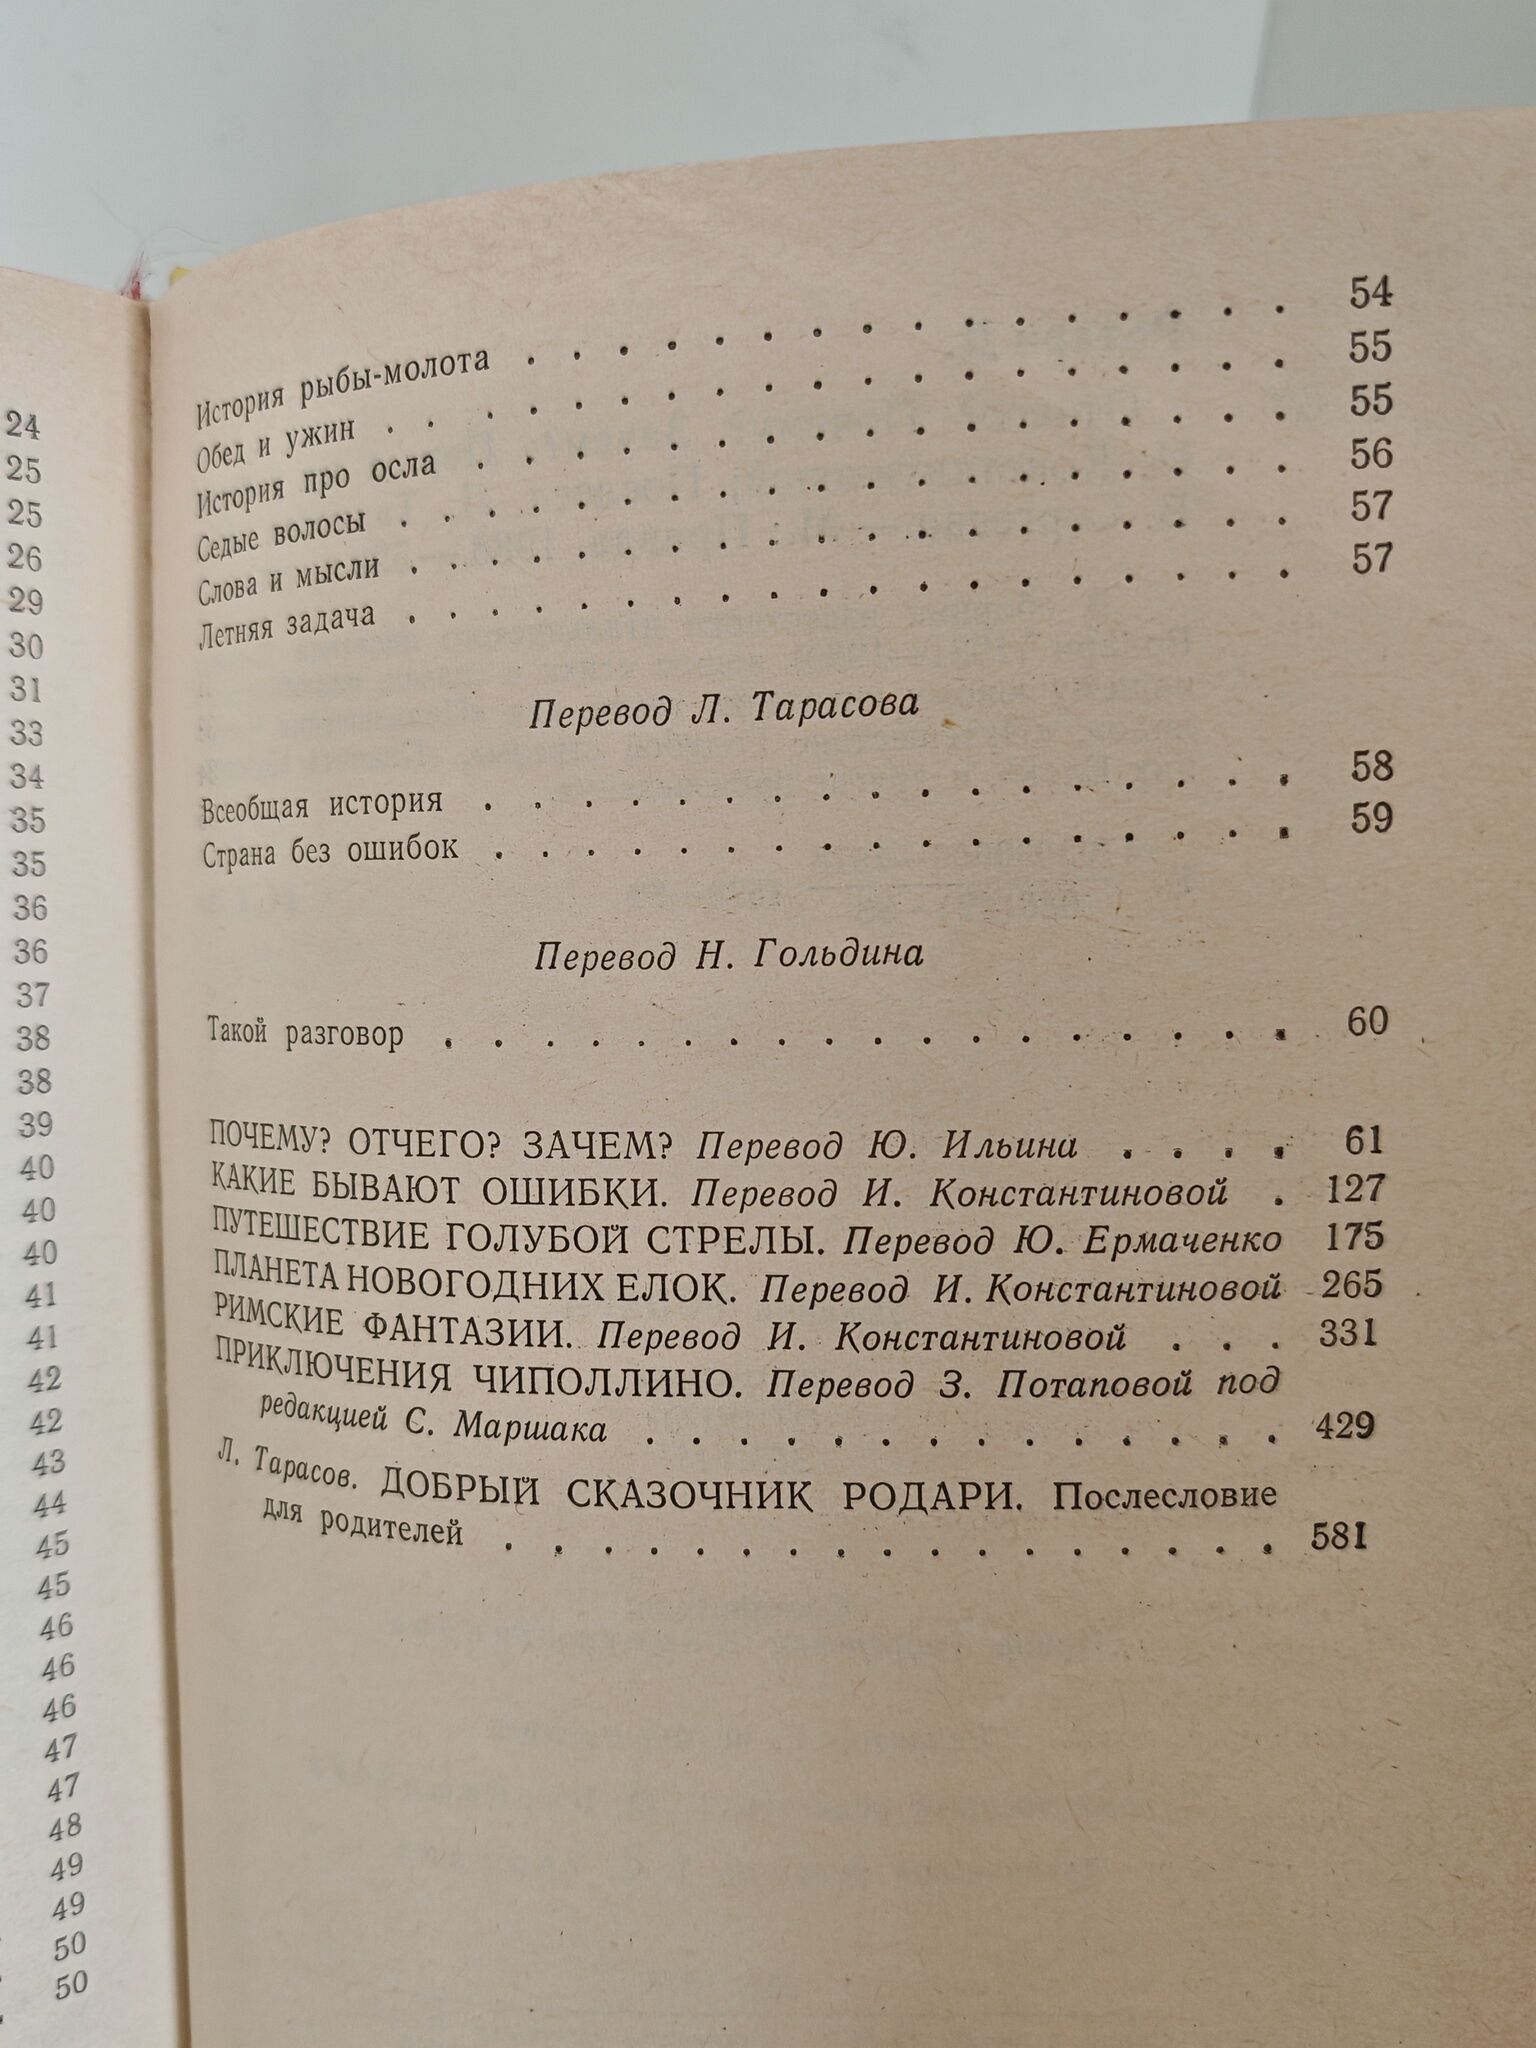 24
25
25
26
29
30
31
33
34
35
35
36
36
37
38
38
39
40
40
40
41
41
42
42
43
44
45
45
46
46
46
47
47
48
49
49
50
50
История рыбы-молота . . . . . . . . . . . . . . . . 54
Обед и ужин . . . . . . . . . . . . . . . . . . . 55
История про осла . . . . . . . . . . . . . . . . . 55
Седые волосы . . . . . . . . . . . . . . . . . . . 56
Слова и мысли . . . . . . . . . . . . . . . . . . . 57
Летняя задача . . . . . . . . . . . . . . . . . . . 57
Перевод Л. Тарасова
Всеобщая история . . . . . . . . . . . . . . . . . 58
Страна без ошибок . . . . . . . . . . . . . . . . . 59
Перевод Н. Гольдина
Такой разговор . . . . . . . . . . . . . . . . . . 60
ПОЧЕМУ? ОТЧЕГО? ЗАЧЕМ? Перевод Ю. Ильина . . . . 61
КАКИЕ БЫВАЮТ ОШИБКИ. Перевод И. Константиновой . 127
ПУТЕШЕСТВИЕ ГОЛУБОЙ СТРЕЛЫ. Перевод Ю. Ермаченко 175
ПЛАНЕТА НОВОГОДНИХ ЕЛОК. Перевод И. Константиновой 265
РИМСКИЕ ФАНТАЗИИ. Перевод И. Константиновой . . . 331
ПРИКЛЮЧЕНИЯ ЧИПОЛЛИНО. Перевод З. Потаповой под
редакцией С. Маршака . . . . . . . . . . . . . . 429
Л. Тарасов. ДОБРЫЙ СКАЗОЧНИК РОДАРИ. Послесловие
для родителей . . . . . . . . . . . . . . . . . 581